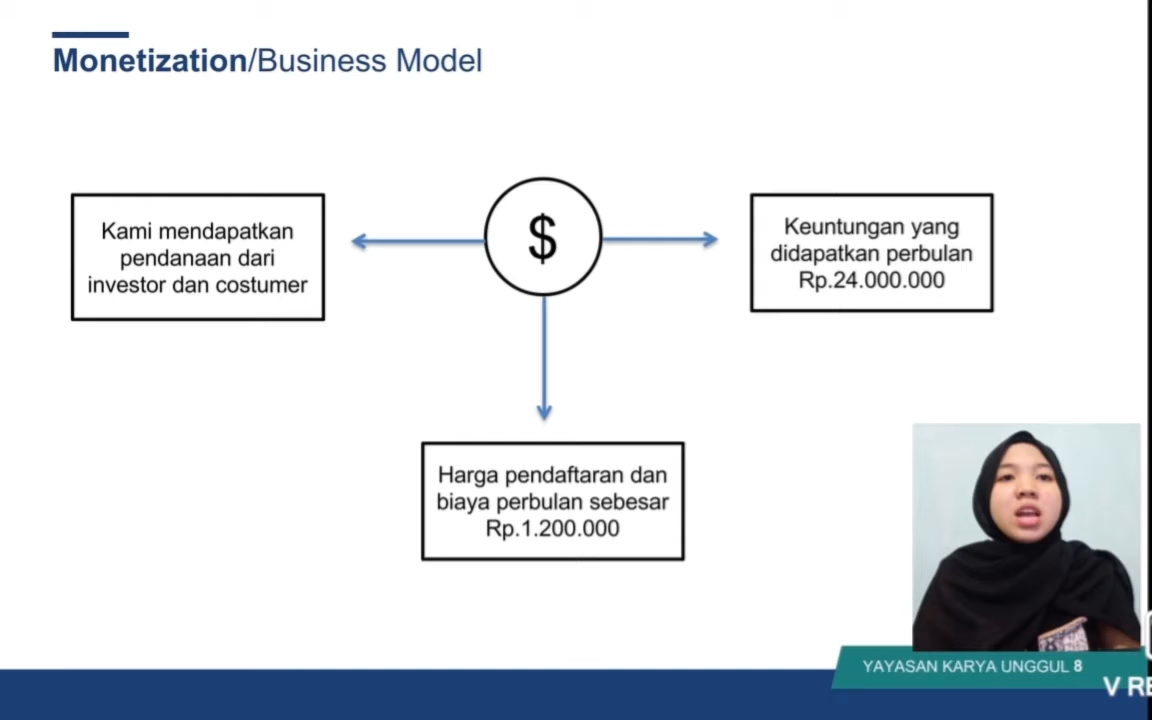 Monetization/Business Model
Kami mendapatkan
pendanaan dari
investor dan costumer
$
Keuntungan yang
didapatkan perbulan
Rp.24.000.000
Harga pendaftaran dan
biaya perbulan sebesar
Rp.1.200.000
YAYASAN KARYA UNGGUL 8
V RE